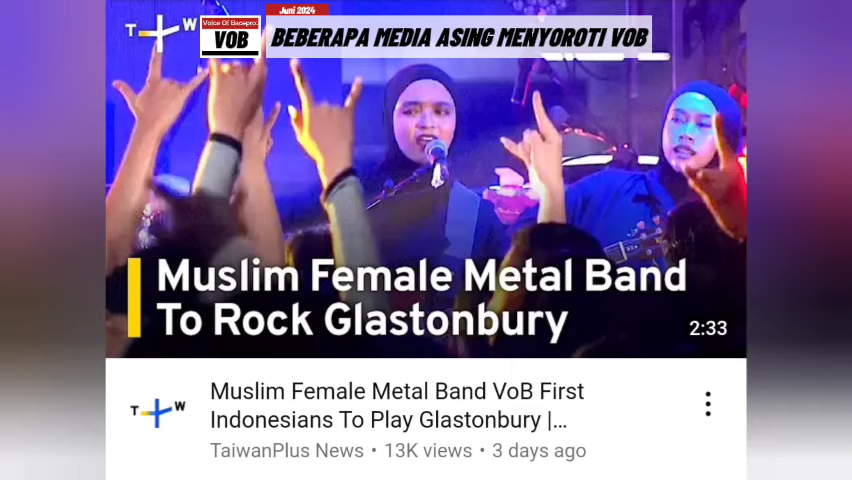 Juni 2024
Voice Of Baceprot
VOB
BEBERAPA MEDIA ASING MENYOROTI VOB
T W
Muslim Female Metal Band
To Rock Glastonbury
2:33
T W
Muslim Female Metal Band VoB First
Indonesians To Play Glastonbury |...
TaiwanPlus News • 13K views • 3 days ago